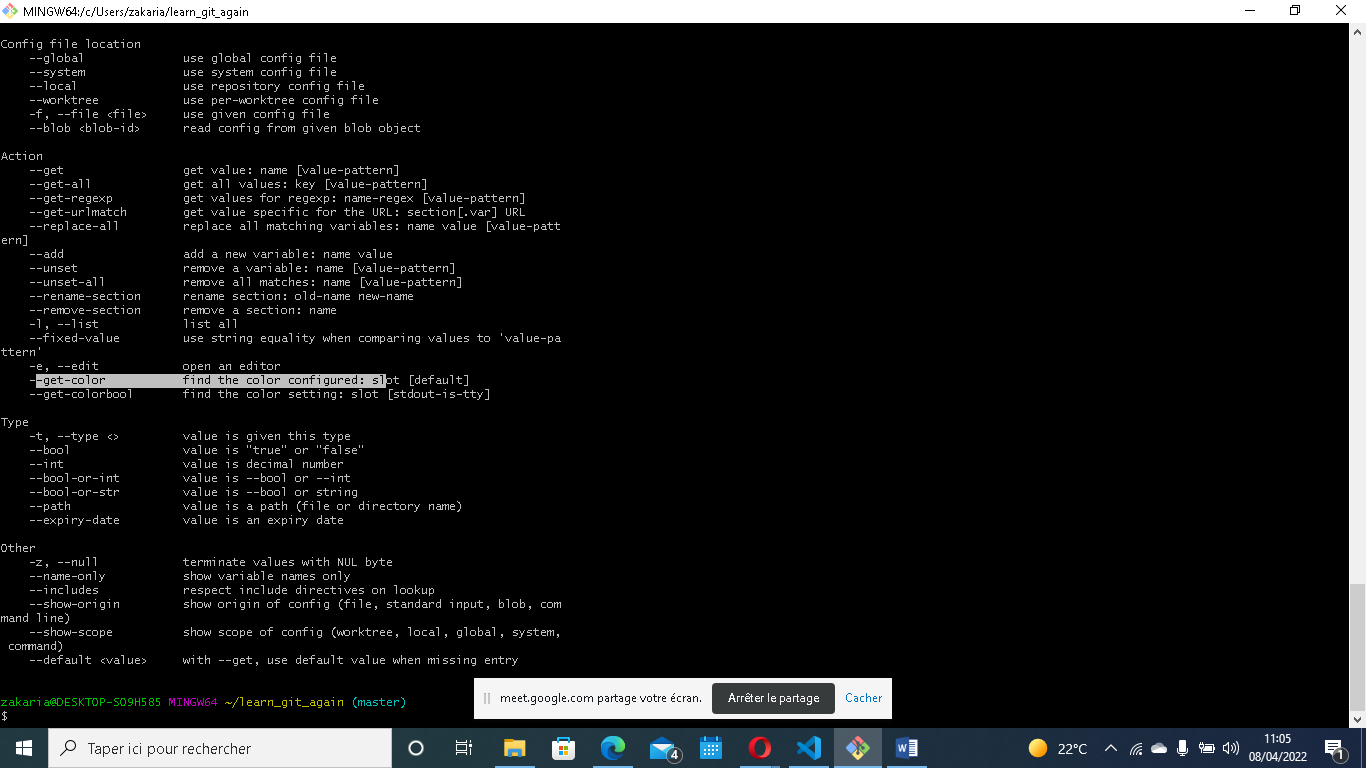 MINGW64:/c/Users/zakaria/learn_git_again
Config file location
    --global              use global config file
    --system              use system config file
    --local               use repository config file
    --worktree            use per-worktree config file
    -f, --file <file>     use given config file
    --blob <blob-id>      read config from given blob object
Action
    --get                 get value: name [value-pattern]
    --get-all             get all values: key [value-pattern]
    --get-regexp          get values for regexp: name-regex [value-pattern]
    --get-urlmatch        get value specific for the URL: section[.var] URL
    --replace-all         replace all matching variables: name value [value-patt
ern]
    --add                 add a new variable: name value
    --unset               remove a variable: name [value-pattern]
    --unset-all           remove all matches: name [value-pattern]
    --rename-section      rename section: old-name new-name
    --remove-section      remove a section: name
    -l, --list            list all
    --fixed-value         use string equality when comparing values to 'value-pa
ttern'
    -e, --edit            open an editor
    --get-color           find the color configured: slot [default]
    --get-colorbool       find the color setting: slot [stdout-is-tty]
Type
    -t, --type <>         value is given this type
    --bool                value is "true" or "false"
    --int                 value is decimal number
    --bool-or-int         value is --bool or --int
    --bool-or-str         value is --bool or string
    --path                value is a path (file or directory name)
    --expiry-date         value is an expiry date
Other
    -z, --null            terminate values with NUL byte
    --name-only           show variable names only
    --includes            respect include directives on lookup
    --show-origin         show origin of config (file, standard input, blob, com
mand line)
    --show-scope          show scope of config (worktree, local, global, system,
 command)
    --default <value>     with --get, use default value when missing entry
zakaria@DESKTOP-SO9H585 MINGW64 ~/learn_git_again (master)
$
meet.google.com partage votre écran. Arrêter le partage Cacher
Taper ici pour rechercher
4
22°C
11:05
08/04/2022
1